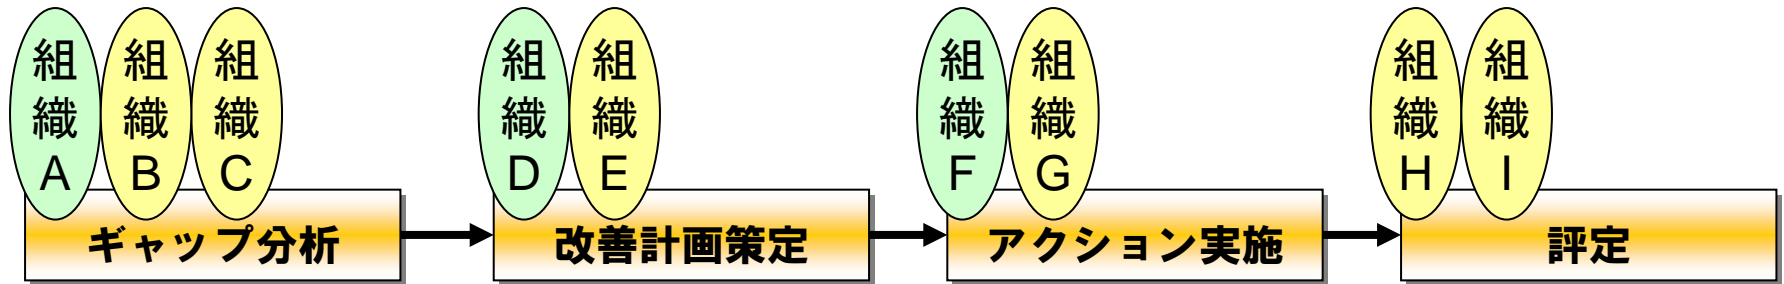 組織A
組織B
組織C
組織D
組織E
組織F
組織G
組織H
組織I
ギャップ分析
改善計画策定
アクション実施
評定